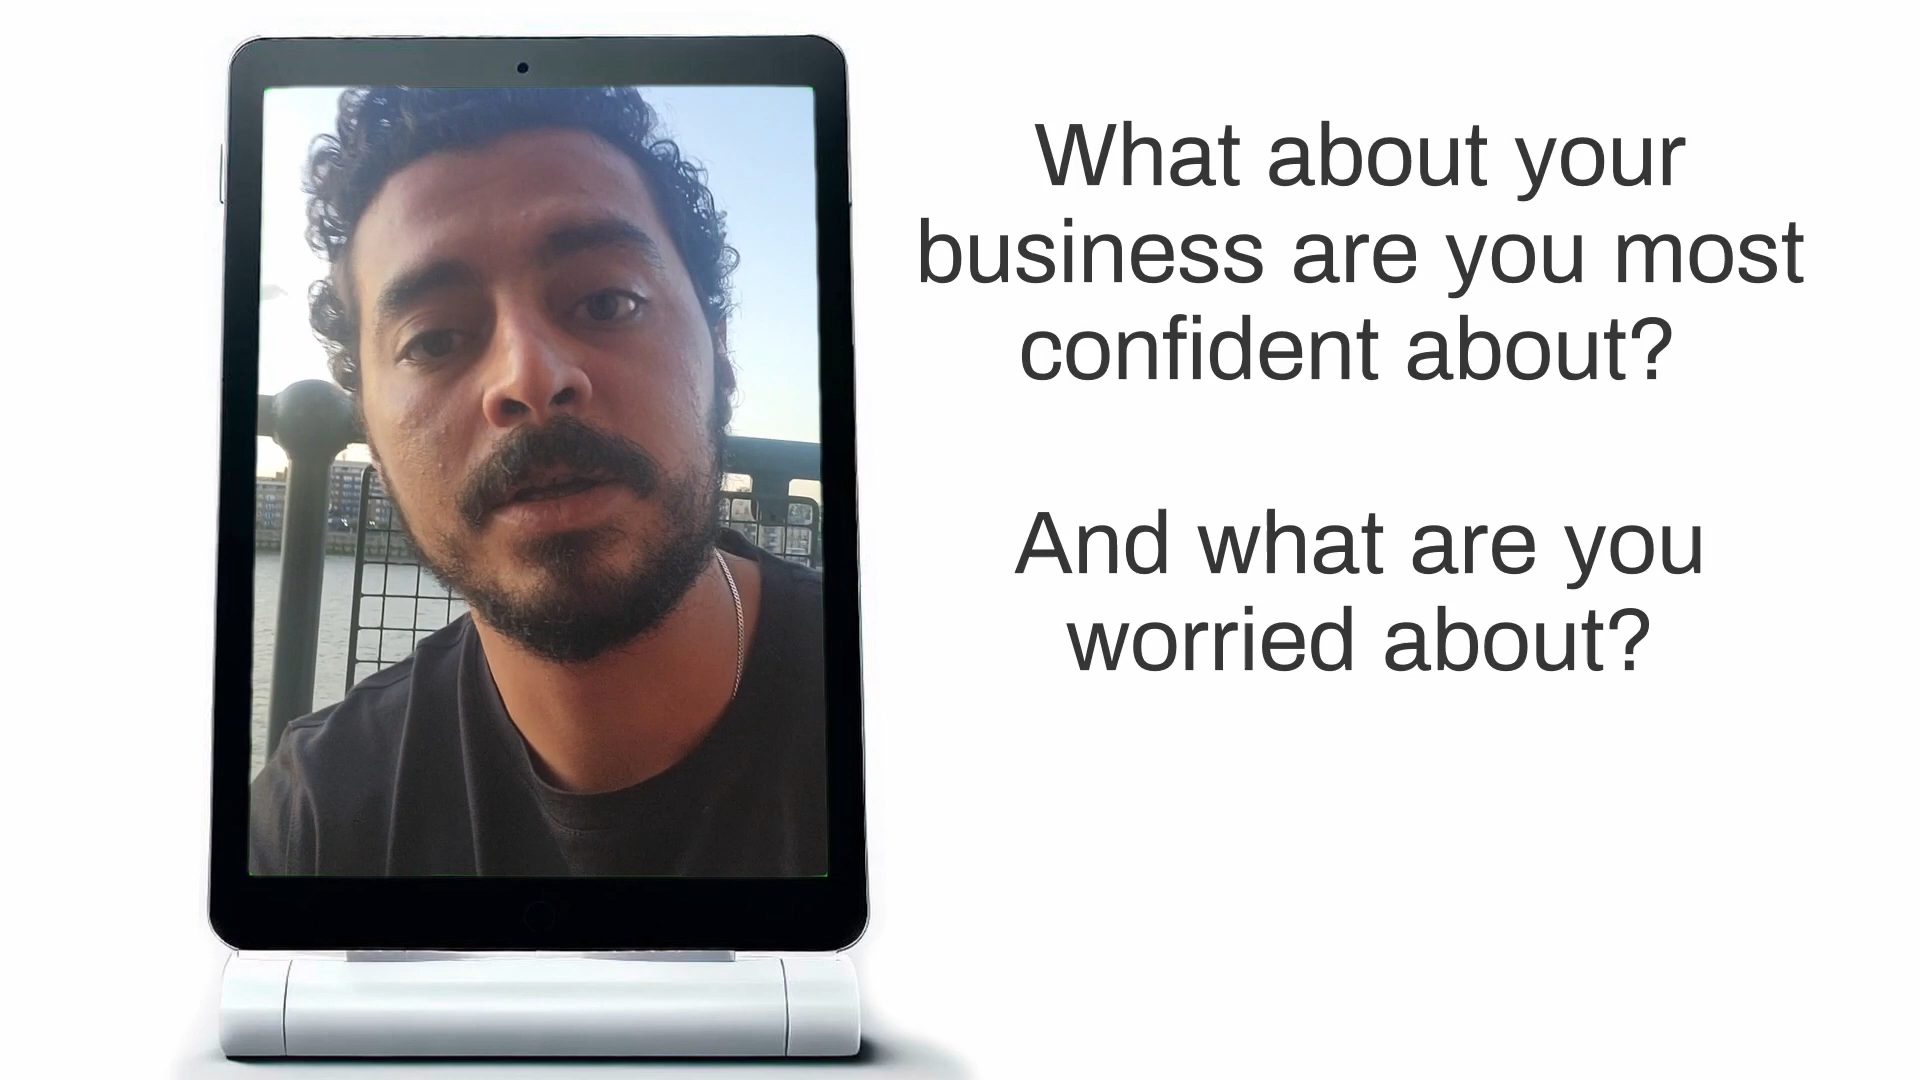 What about your
business are you most
confident about?
And what are you
worried about?